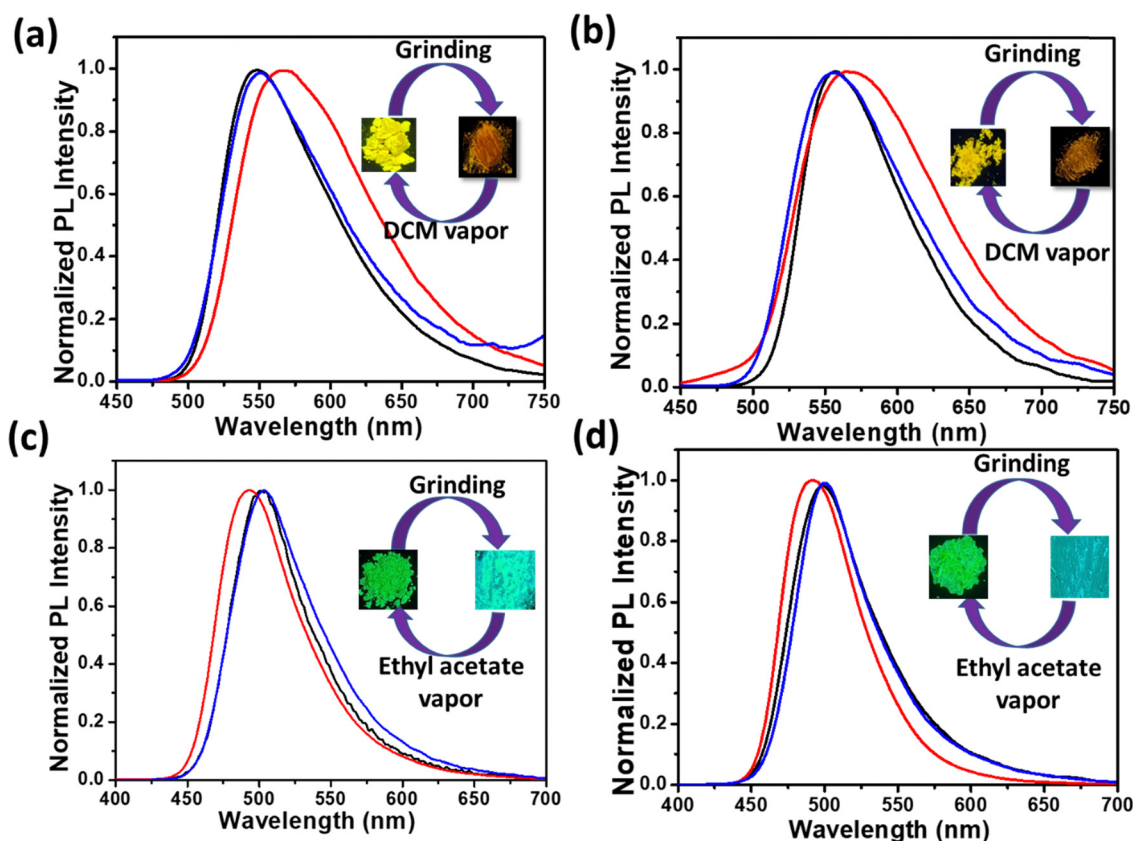 (a)
Normalized PL Intensity
1.0
0.8
0.6
0.4
0.2
0.0
Grinding
DCM vapor
450 500 550 600 650 700 750
Wavelength (nm)
(b)
Normalized PL Intensity
1.0
0.8
0.6
0.4
0.2
0.0
Grinding
DCM vapor
450 500 550 600 650 700 750
Wavelength (nm)
(c)
Normalized PL Intensity
1.0
0.8
0.6
0.4
0.2
0.0
Grinding
Ethyl acetate
vapor
400 450 500 550 600 650 700
Wavelength (nm)
(d)
Normalized PL Intensity
1.0
0.8
0.6
0.4
0.2
0.0
Grinding
Ethyl acetate
vapor
400 450 500 550 600 650 700
Wavelength (nm)